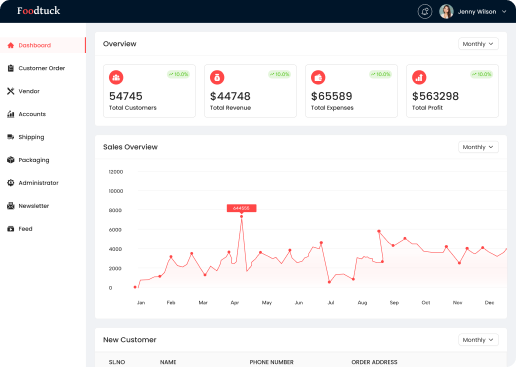 Foodtuck
Jenny Wilson
Dashboard
Customer Order
Vendor
Accounts
Shipping
Packaging
Administrator
Newsletter
Feed
Overview
Monthly
10.0%
10.0%
10.0%
10.0%
54745
$44748
$65589
$563298
Total Customers
Total Revenue
Total Expenses
Total Profit
Sales Overview
Monthly
12000
10000
8000
6000
4000
2000
0
Jan Feb Mar Apr May Jun Jul Aug Sep Oct Nov Dec
New Customer
Monthly
SL.NO NAME PHONE NUMBER ORDER ADDRESS